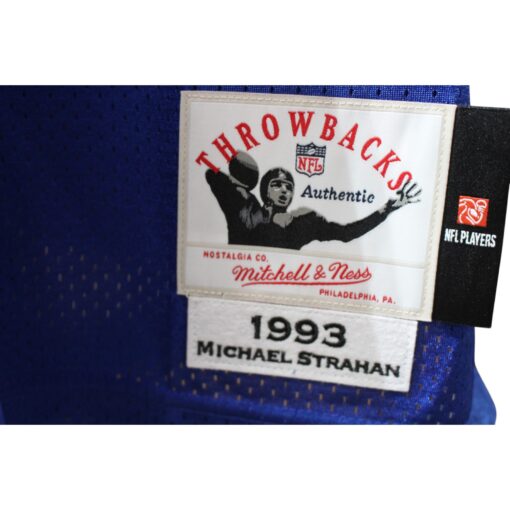 THROWBACKS
NFL
Authentic
NOSTALGIA CO.
Mitchell & Ness
PHILADELPHIA, PA.
1993
MICHAEL STRAHAN
NFL PLAYERS